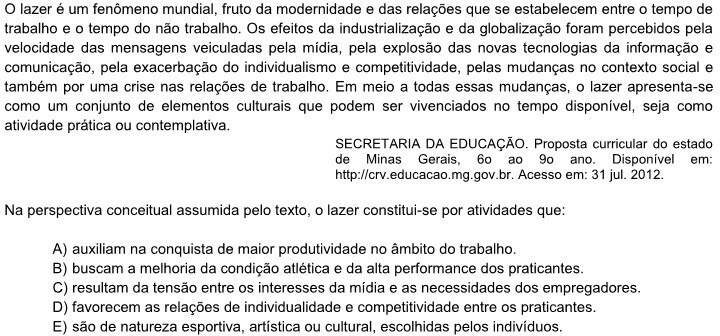 O lazer é um fenômeno mundial, fruto da modernidade e das relações que se estabelecem entre o tempo de
trabalho e o tempo do não trabalho. Os efeitos da industrialização e da globalização foram percebidos pela
velocidade das mensagens veiculadas pela mídia, pela explosão das novas tecnologias da informação e
comunicação, pela exacerbação do individualismo e competitividade, pelas mudanças no contexto social e
também por uma crise nas relações de trabalho. Em meio a todas essas mudanças, o lazer apresenta-se
como um conjunto de elementos culturais que podem ser vivenciados no tempo disponível, seja como
atividade prática ou contemplativa.
SECRETARIA DA EDUCAÇÃO. Proposta curricular do estado
de Minas Gerais, 6o ao 9o ano. Disponível em:
http://crv.educacao.mg.gov.br. Acesso em: 31 jul. 2012.
Na perspectiva conceitual assumida pelo texto, o lazer constitui-se por atividades que:
A) auxiliam na conquista de maior produtividade no âmbito do trabalho.
B) buscam a melhoria da condição atlética e da alta performance dos praticantes.
C) resultam da tensão entre os interesses da mídia e as necessidades dos empregadores.
D) favorecem as relações de individualidade e competitividade entre os praticantes.
E) são de natureza esportiva, artística ou cultural, escolhidas pelos indivíduos.